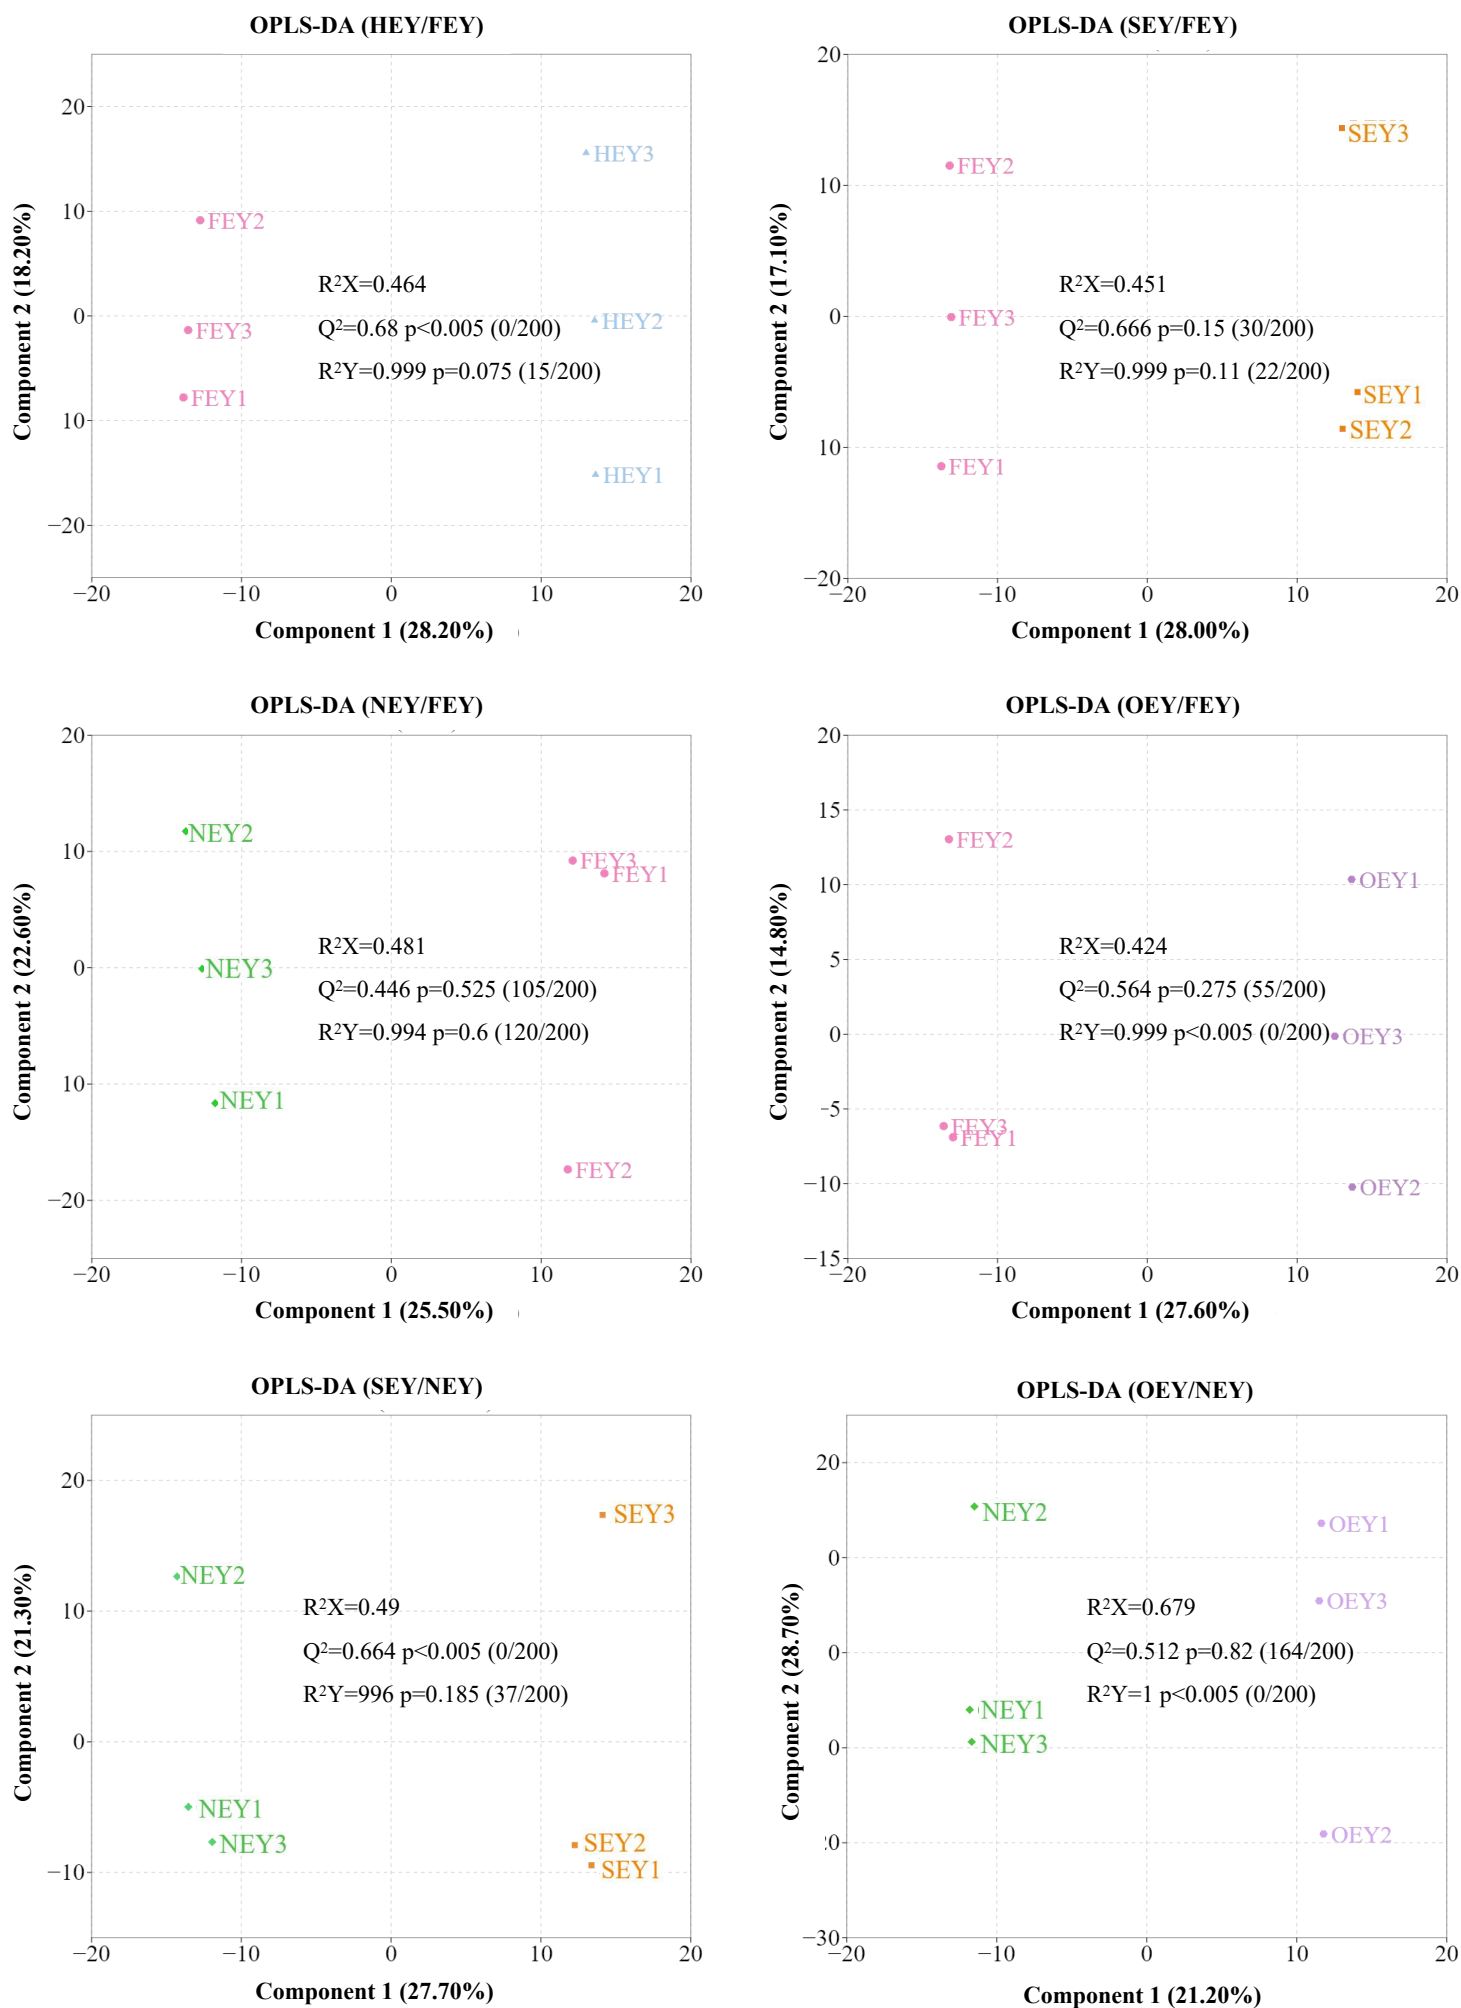 OPLS-DA (HEY/FEY)
Component 2 (18.20%)
20
10
0
10
−20
FEY2
FEY3
FEY1
HEY3
HEY2
HEY1
R²X=0.464
Q²=0.68 p<0.005 (0/200)
R²Y=0.999 p=0.075 (15/200)
−20 −10 0 10 20
Component 1 (28.20%)
OPLS-DA (SEY/FEY)
Component 2 (17.10%)
20
10
0
10
−20
FEY2
FEY3
FEY1
SEY3
SEY1
SEY2
R²X=0.451
Q²=0.666 p=0.15 (30/200)
R²Y=0.999 p=0.11 (22/200)
−20 −10 0 10 20
Component 1 (28.00%)
OPLS-DA (NEY/FEY)
Component 2 (22.60%)
20
10
0
10
−20
NEY2
NEY3
NEY1
FEY3
FEY1
FEY2
R²X=0.481
Q²=0.446 p=0.525 (105/200)
R²Y=0.994 p=0.6 (120/200)
−20 −10 0 10 20
Component 1 (25.50%)
OPLS-DA (OEY/FEY)
Component 2 (14.80%)
20
15
10
5
0
−5
−10
−15
FEY2
FEY3
FEY1
OEY1
OEY3
OEY2
R²X=0.424
Q²=0.564 p=0.275 (55/200)
R²Y=0.999 p<0.005 (0/200)
−20 −10 0 10 20
Component 1 (27.60%)
OPLS-DA (SEY/NEY)
Component 2 (21.30%)
20
10
0
−10
NEY2
NEY1
NEY3
SEY3
SEY2
SEY1
R²X=0.49
Q²=0.664 p<0.005 (0/200)
R²Y=996 p=0.185 (37/200)
−20 −10 0 10 20
Component 1 (27.70%)
OPLS-DA (OEY/NEY)
Component 2 (28.70%)
20
0
0
0
−30
NEY2
NEY1
NEY3
OEY1
OEY3
OEY2
R²X=0.679
Q²=0.512 p=0.82 (164/200)
R²Y=1 p<0.005 (0/200)
−20 −10 0 10 20
Component 1 (21.20%)